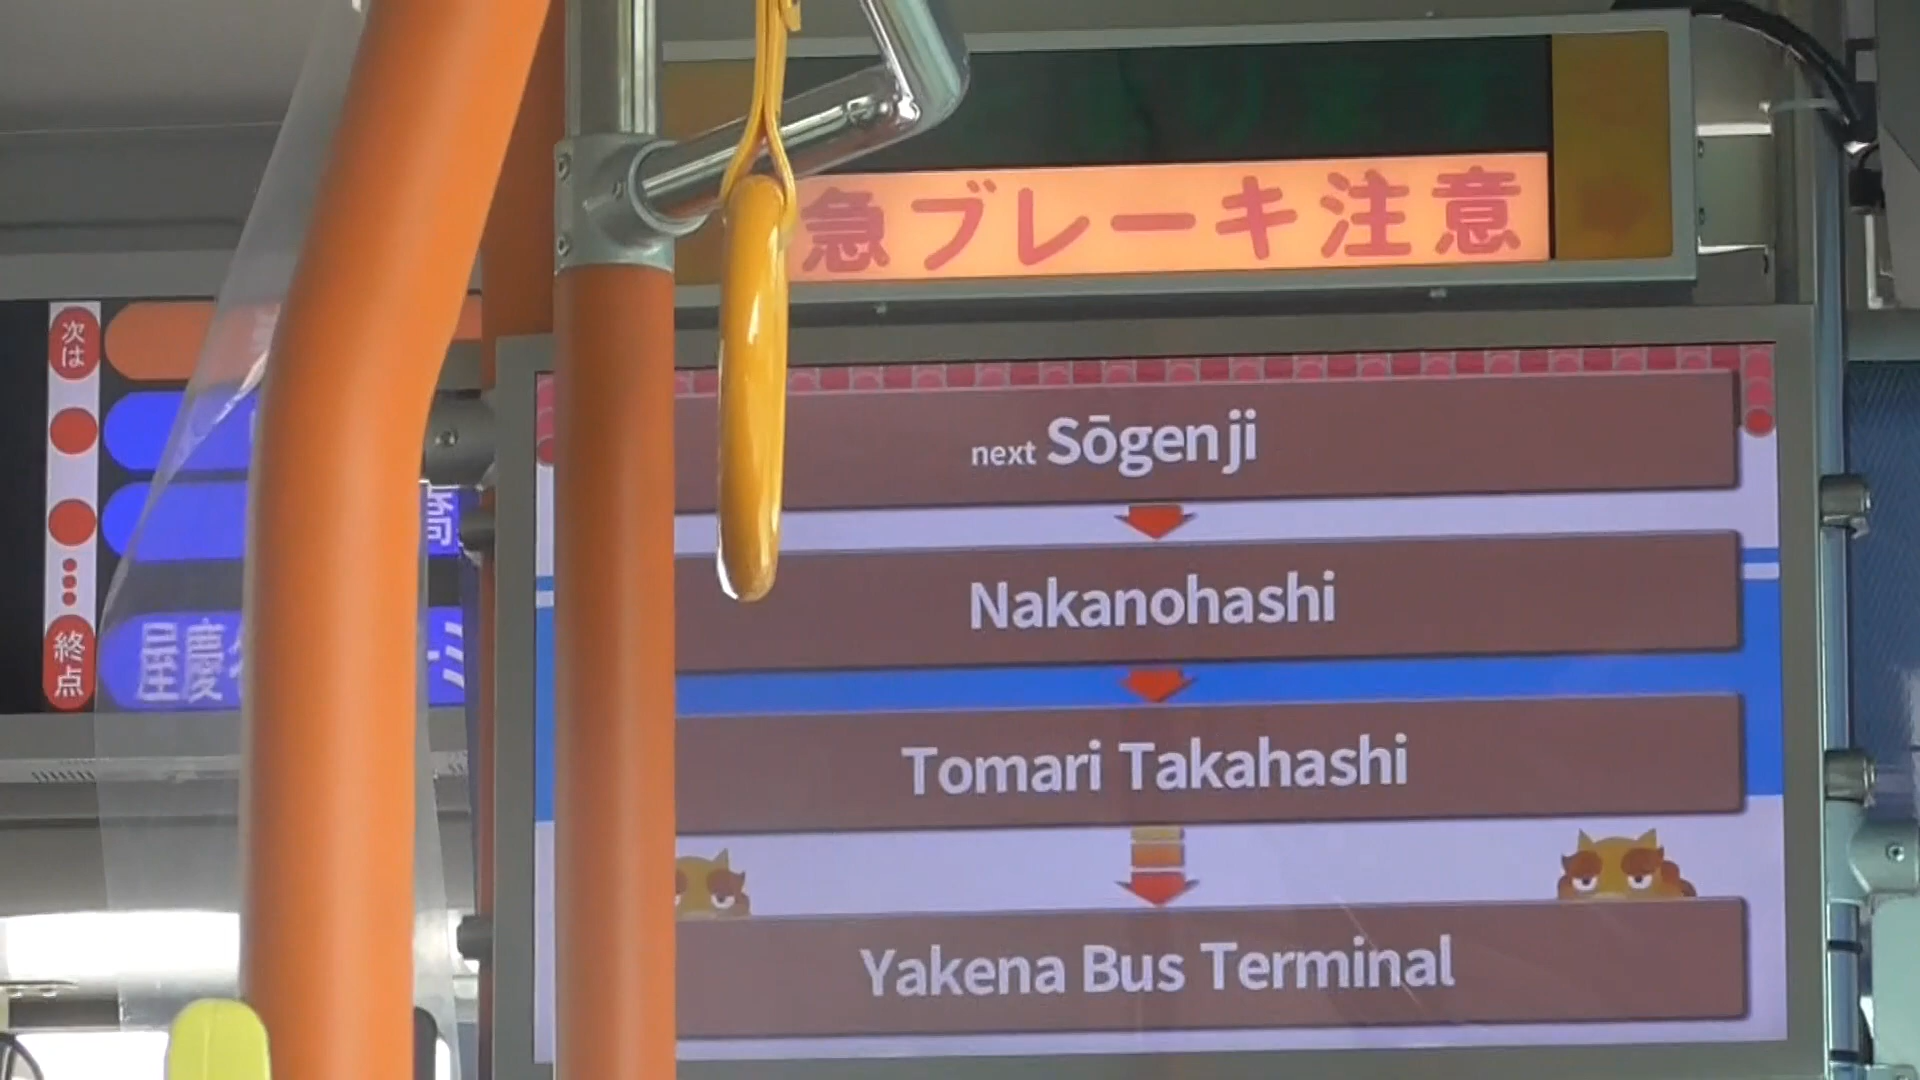 急ブレーキ注意
次は
next Sōgenji
Nakanohashi
Tomari Takahashi
終点
Yakena Bus Terminal